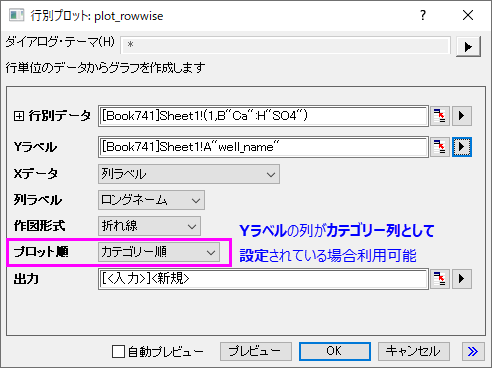 行別プロット: plot_rowwise
ダイアログ・テーマ(H) *
行単位のデータからグラフを作成します
行別データ [Book741]Sheet1!(1,B"Ca":H"SO4")
Yラベル [Book741]Sheet1!A"well_name"
Xデータ 列ラベル
列ラベル ロングネーム
作図形式 折れ線
プロット順 カテゴリー順
Yラベルの列がカテゴリー列として
設定されている場合利用可能
出力 [<入力>]<新規>
自動プレビュー プレビュー OK キャンセル